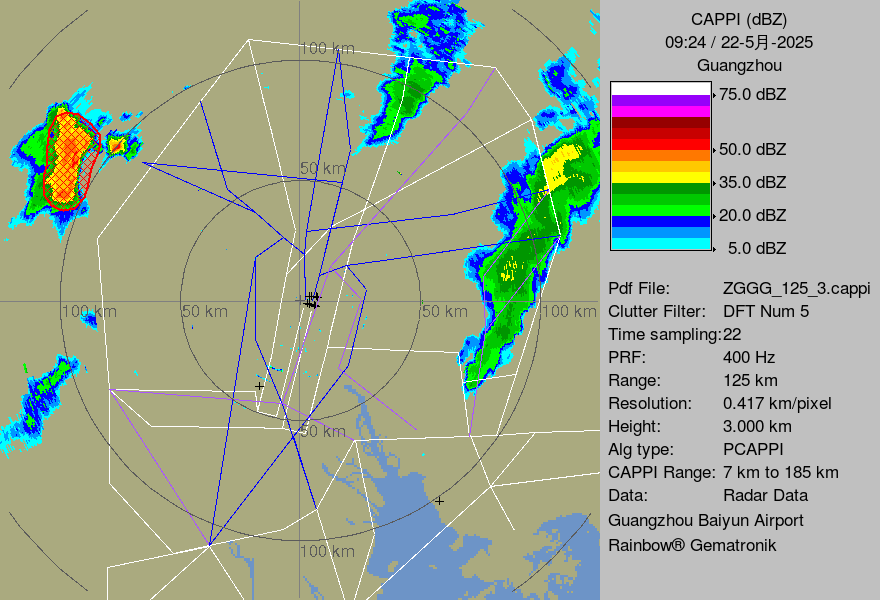 CAPPI (dBZ)
09:24 / 22-5月-2025
Guangzhou
75.0 dBZ
50.0 dBZ
35.0 dBZ
20.0 dBZ
5.0 dBZ
Pdf File: ZGGG_125_3.cappi
Clutter Filter: DFT Num 5
Time sampling:22
PRF: 400 Hz
Range: 125 km
Resolution: 0.417 km/pixel
Height: 3.000 km
Alg type: PCAPPI
CAPPI Range: 7 km to 185 km
Data: Radar Data
Guangzhou Baiyun Airport
Rainbow® Gematronik
100 km
50 km
100 km
50 km
50 km
100 km
50 km
100 km